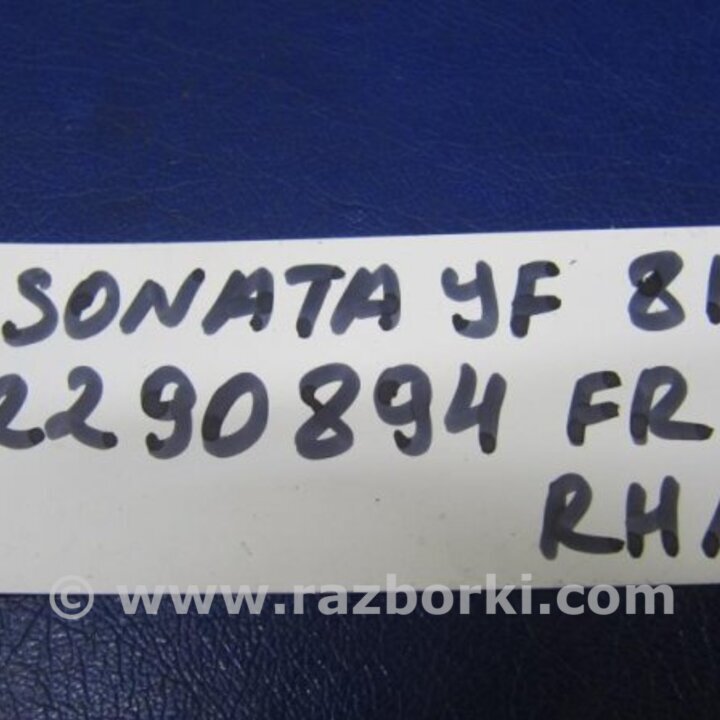 SONATA YF 8
2290894 FR
RH
© www.razborki.com